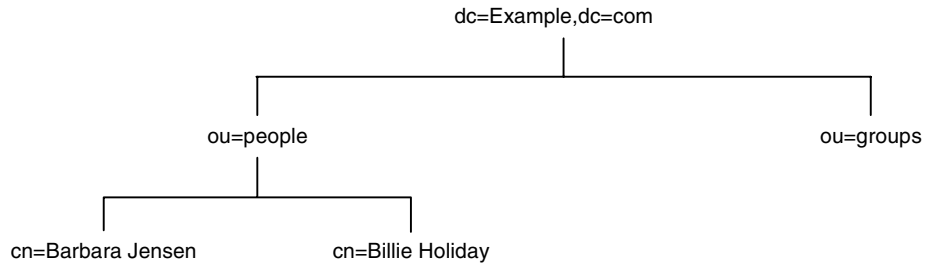 dc=Example,dc=com
ou=people
ou=groups
cn=Barbara Jensen
cn=Billie Holiday